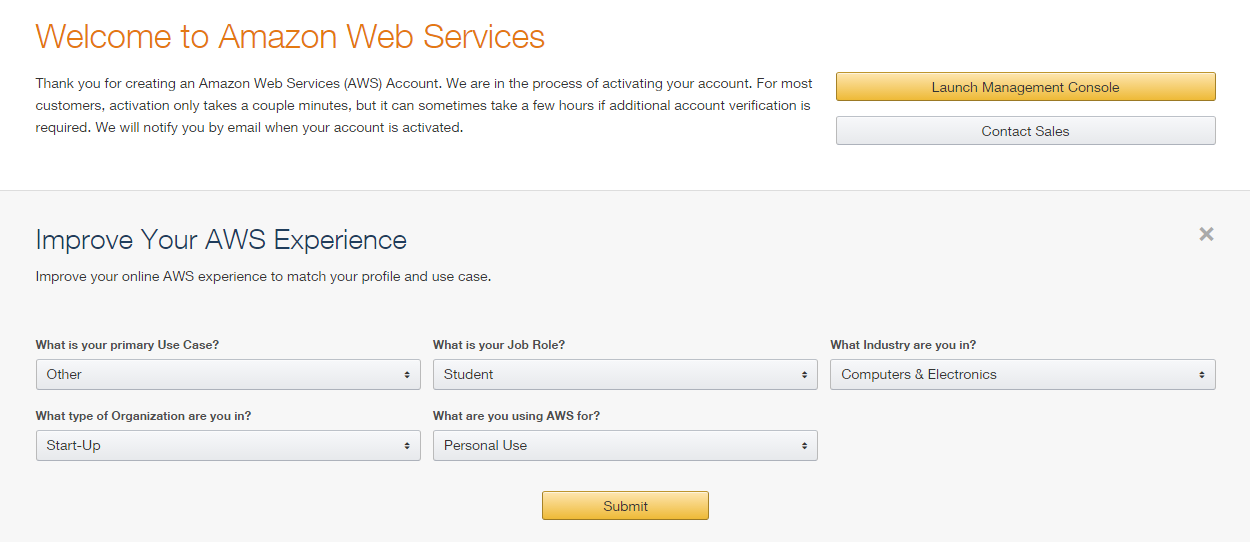 Welcome to Amazon Web Services
Thank you for creating an Amazon Web Services (AWS) Account. We are in the process of activating your account. For most
customers, activation only takes a couple minutes, but it can sometimes take a few hours if additional account verification is
required. We will notify you by email when your account is activated.
Launch Management Console
Contact Sales
Improve Your AWS Experience
Improve your online AWS experience to match your profile and use case.
What is your primary Use Case?
Other
What is your Job Role?
Student
What Industry are you in?
Computers & Electronics
What type of Organization are you in?
Start-Up
What are you using AWS for?
Personal Use
Submit